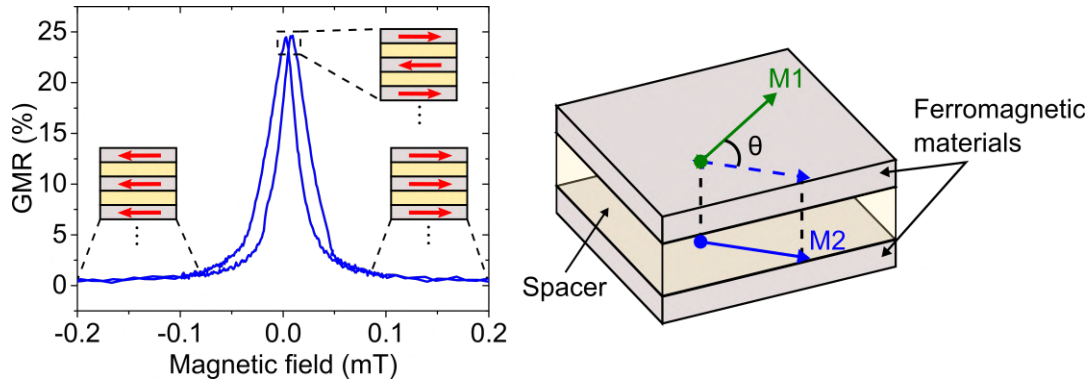 25
20
15
10
5
0
GMR (%)
-0.2
-0.1
0.0
0.1
0.2
Magnetic field (mT)
M1
θ
Ferromagnetic
materials
M2
Spacer